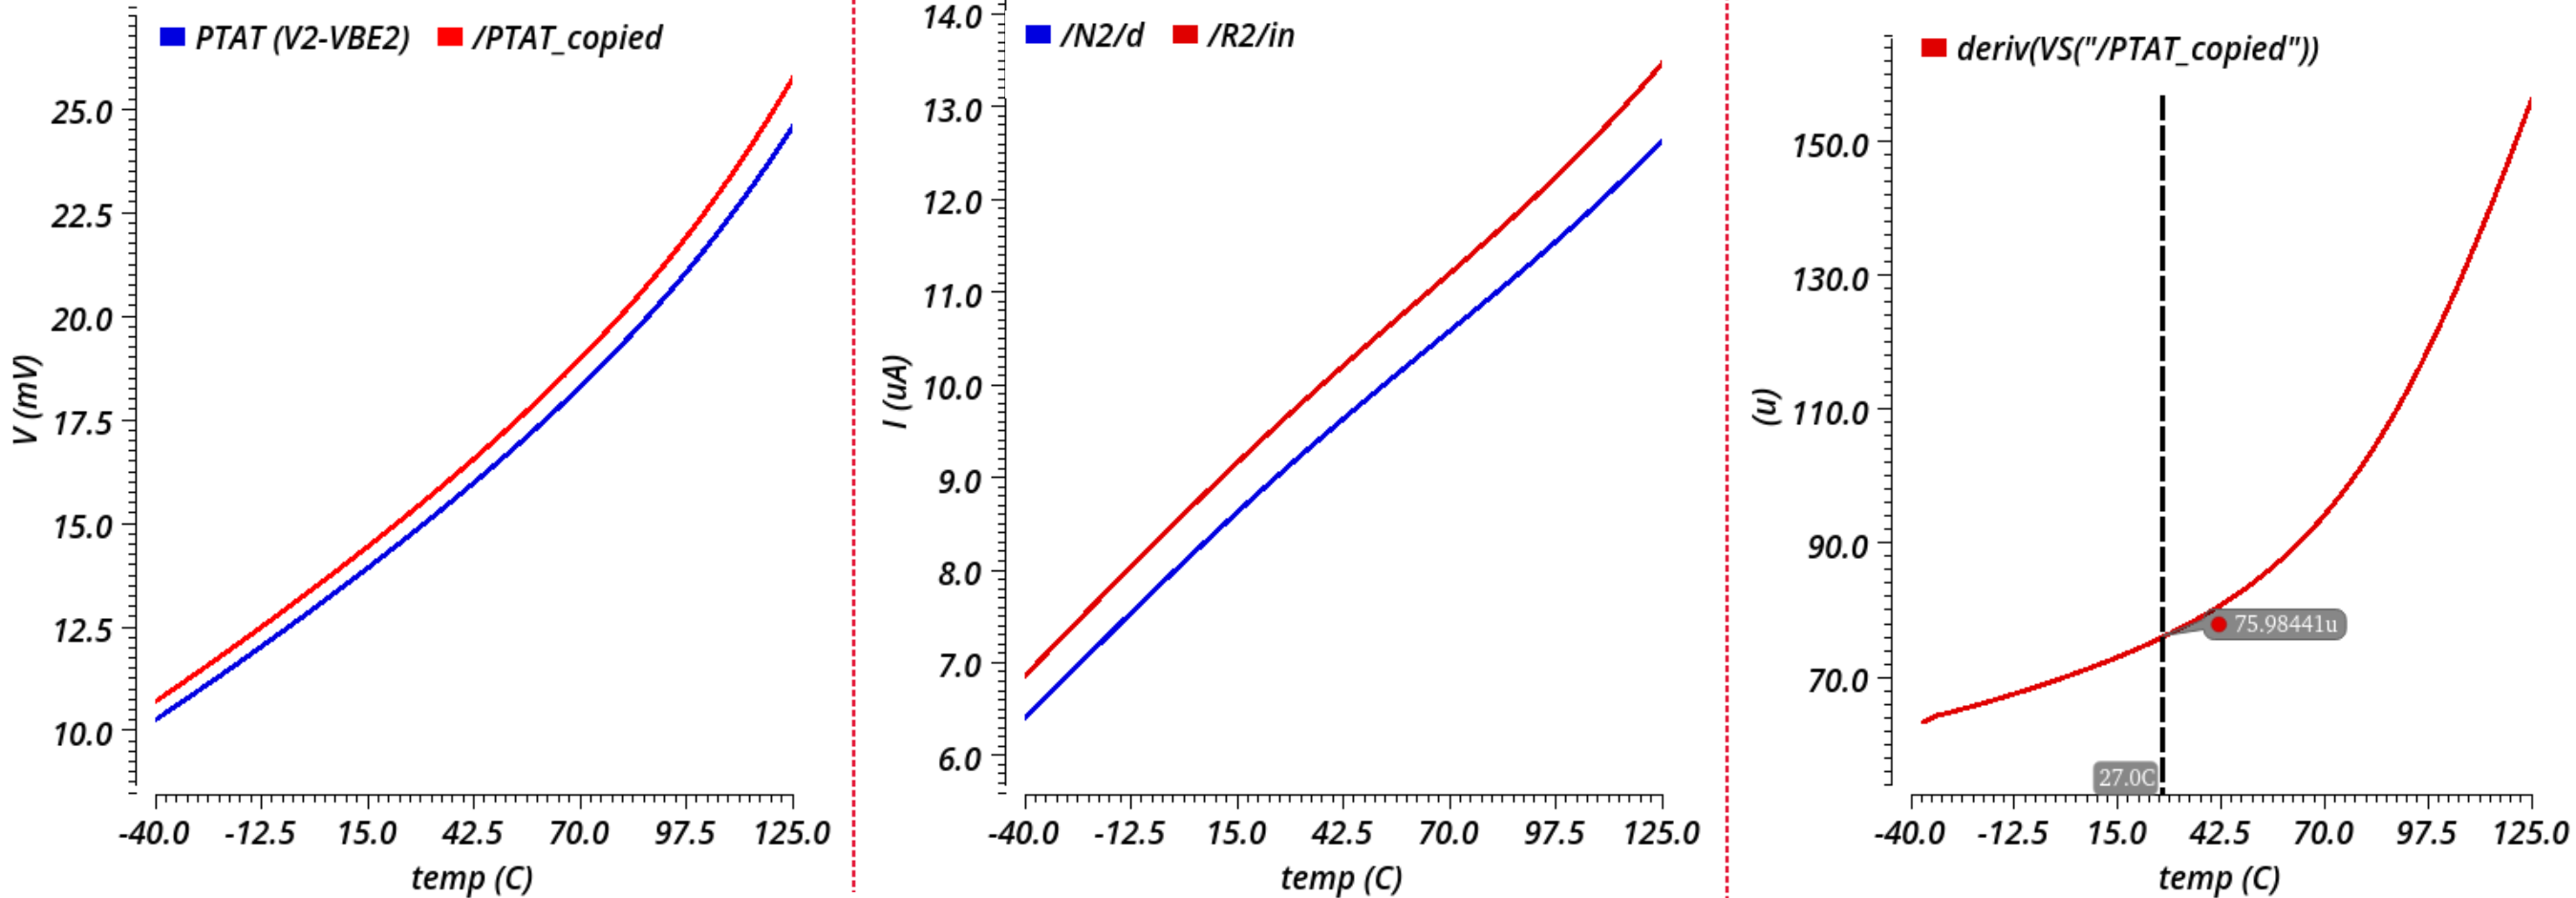 PTAT (V2-VBE2) /PTAT_copied
25.0
22.5
20.0
17.5
15.0
12.5
10.0
V (mV)
-40.0 -12.5 15.0 42.5 70.0 97.5 125.0
temp (C)
/N2/d /R2/in
14.0
13.0
12.0
11.0
10.0
9.0
8.0
7.0
6.0
I (uA)
-40.0 -12.5 15.0 42.5 70.0 97.5 125.0
temp (C)
deriv(VS("/PTAT_copied"))
150.0
130.0
110.0
90.0
70.0
(u)
75.98441u
27.0C
-40.0 -12.5 15.0 42.5 70.0 97.5 125.0
temp (C)